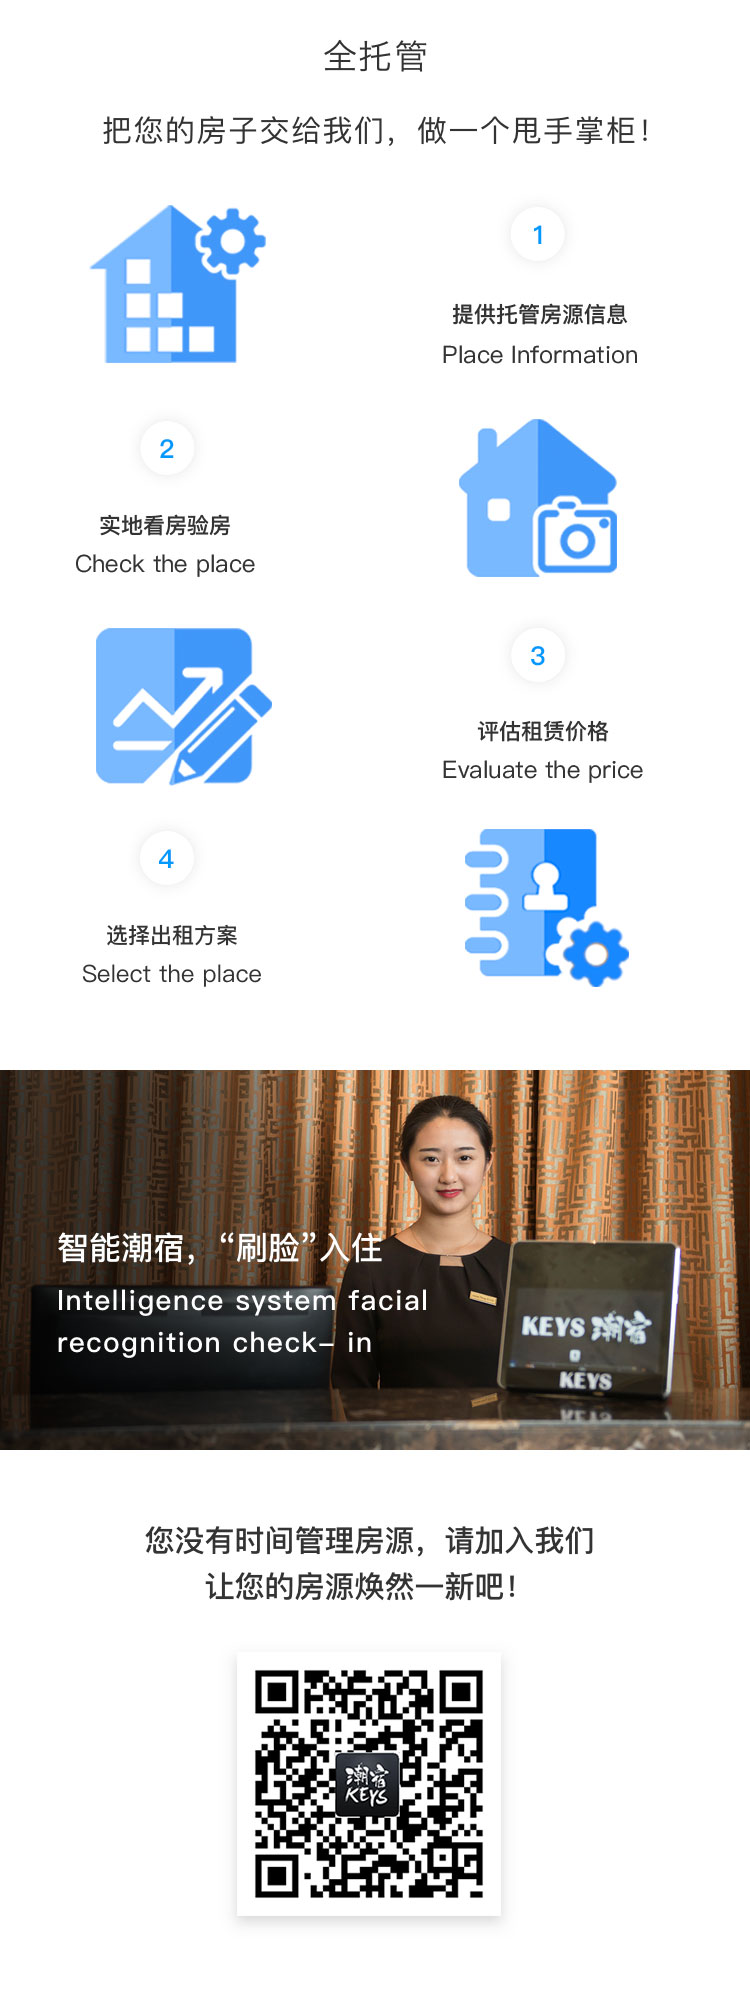 全托管
把您的房子交给我们，做一个甩手掌柜！
1
提供托管房源信息
Place Information
2
实地看房验房
Check the place
3
评估租赁价格
Evaluate the price
4
选择出租方案
Select the place
智能潮宿，“刷脸”入住
Intelligence system facial
recognition check- in
KEYS 潮宿
KEYS
您没有时间管理房源，请加入我们
让您的房源焕然一新吧！
潮宿
KEYS